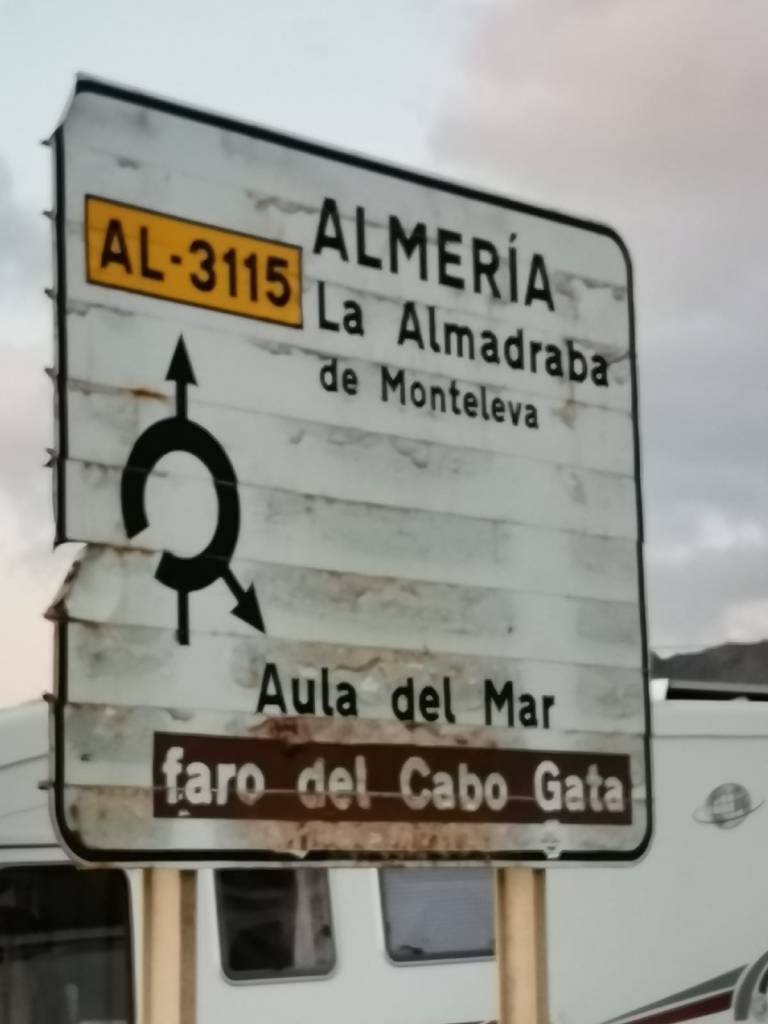 AL-3115
ALMERÍA
La Almadraba
de Monteleva
Aula del Mar
faro del Cabo Gata